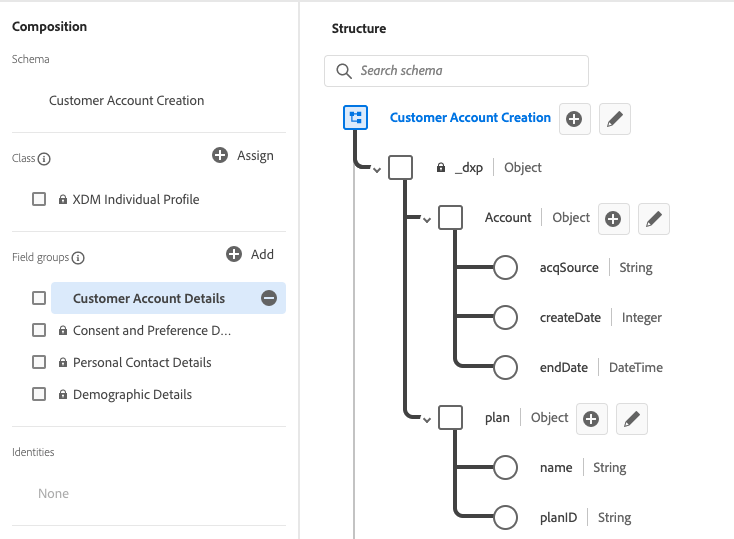 Composition
Schema
Customer Account Creation
Class
Assign
XDM Individual Profile
Field groups
Add
Customer Account Details
Consent and Preference D...
Personal Contact Details
Demographic Details
Identities
None
Structure
Search schema
Customer Account Creation
_dxp Object
Account Object
acqSource String
createDate Integer
endDate DateTime
plan Object
name String
planID String